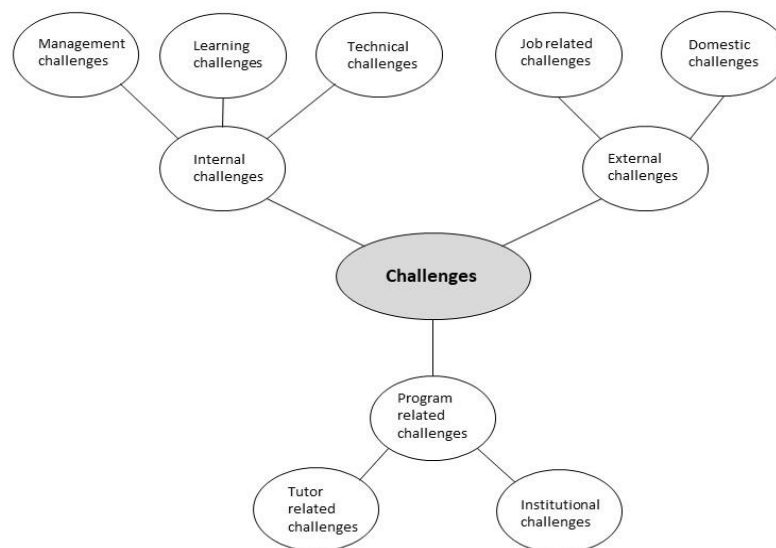 Management
challenges
Learning
challenges
Technical
challenges
Job related
challenges
Domestic
challenges
Internal
challenges
External
challenges
Challenges
Program
related
challenges
Tutor
related
challenges
Institutional
challenges